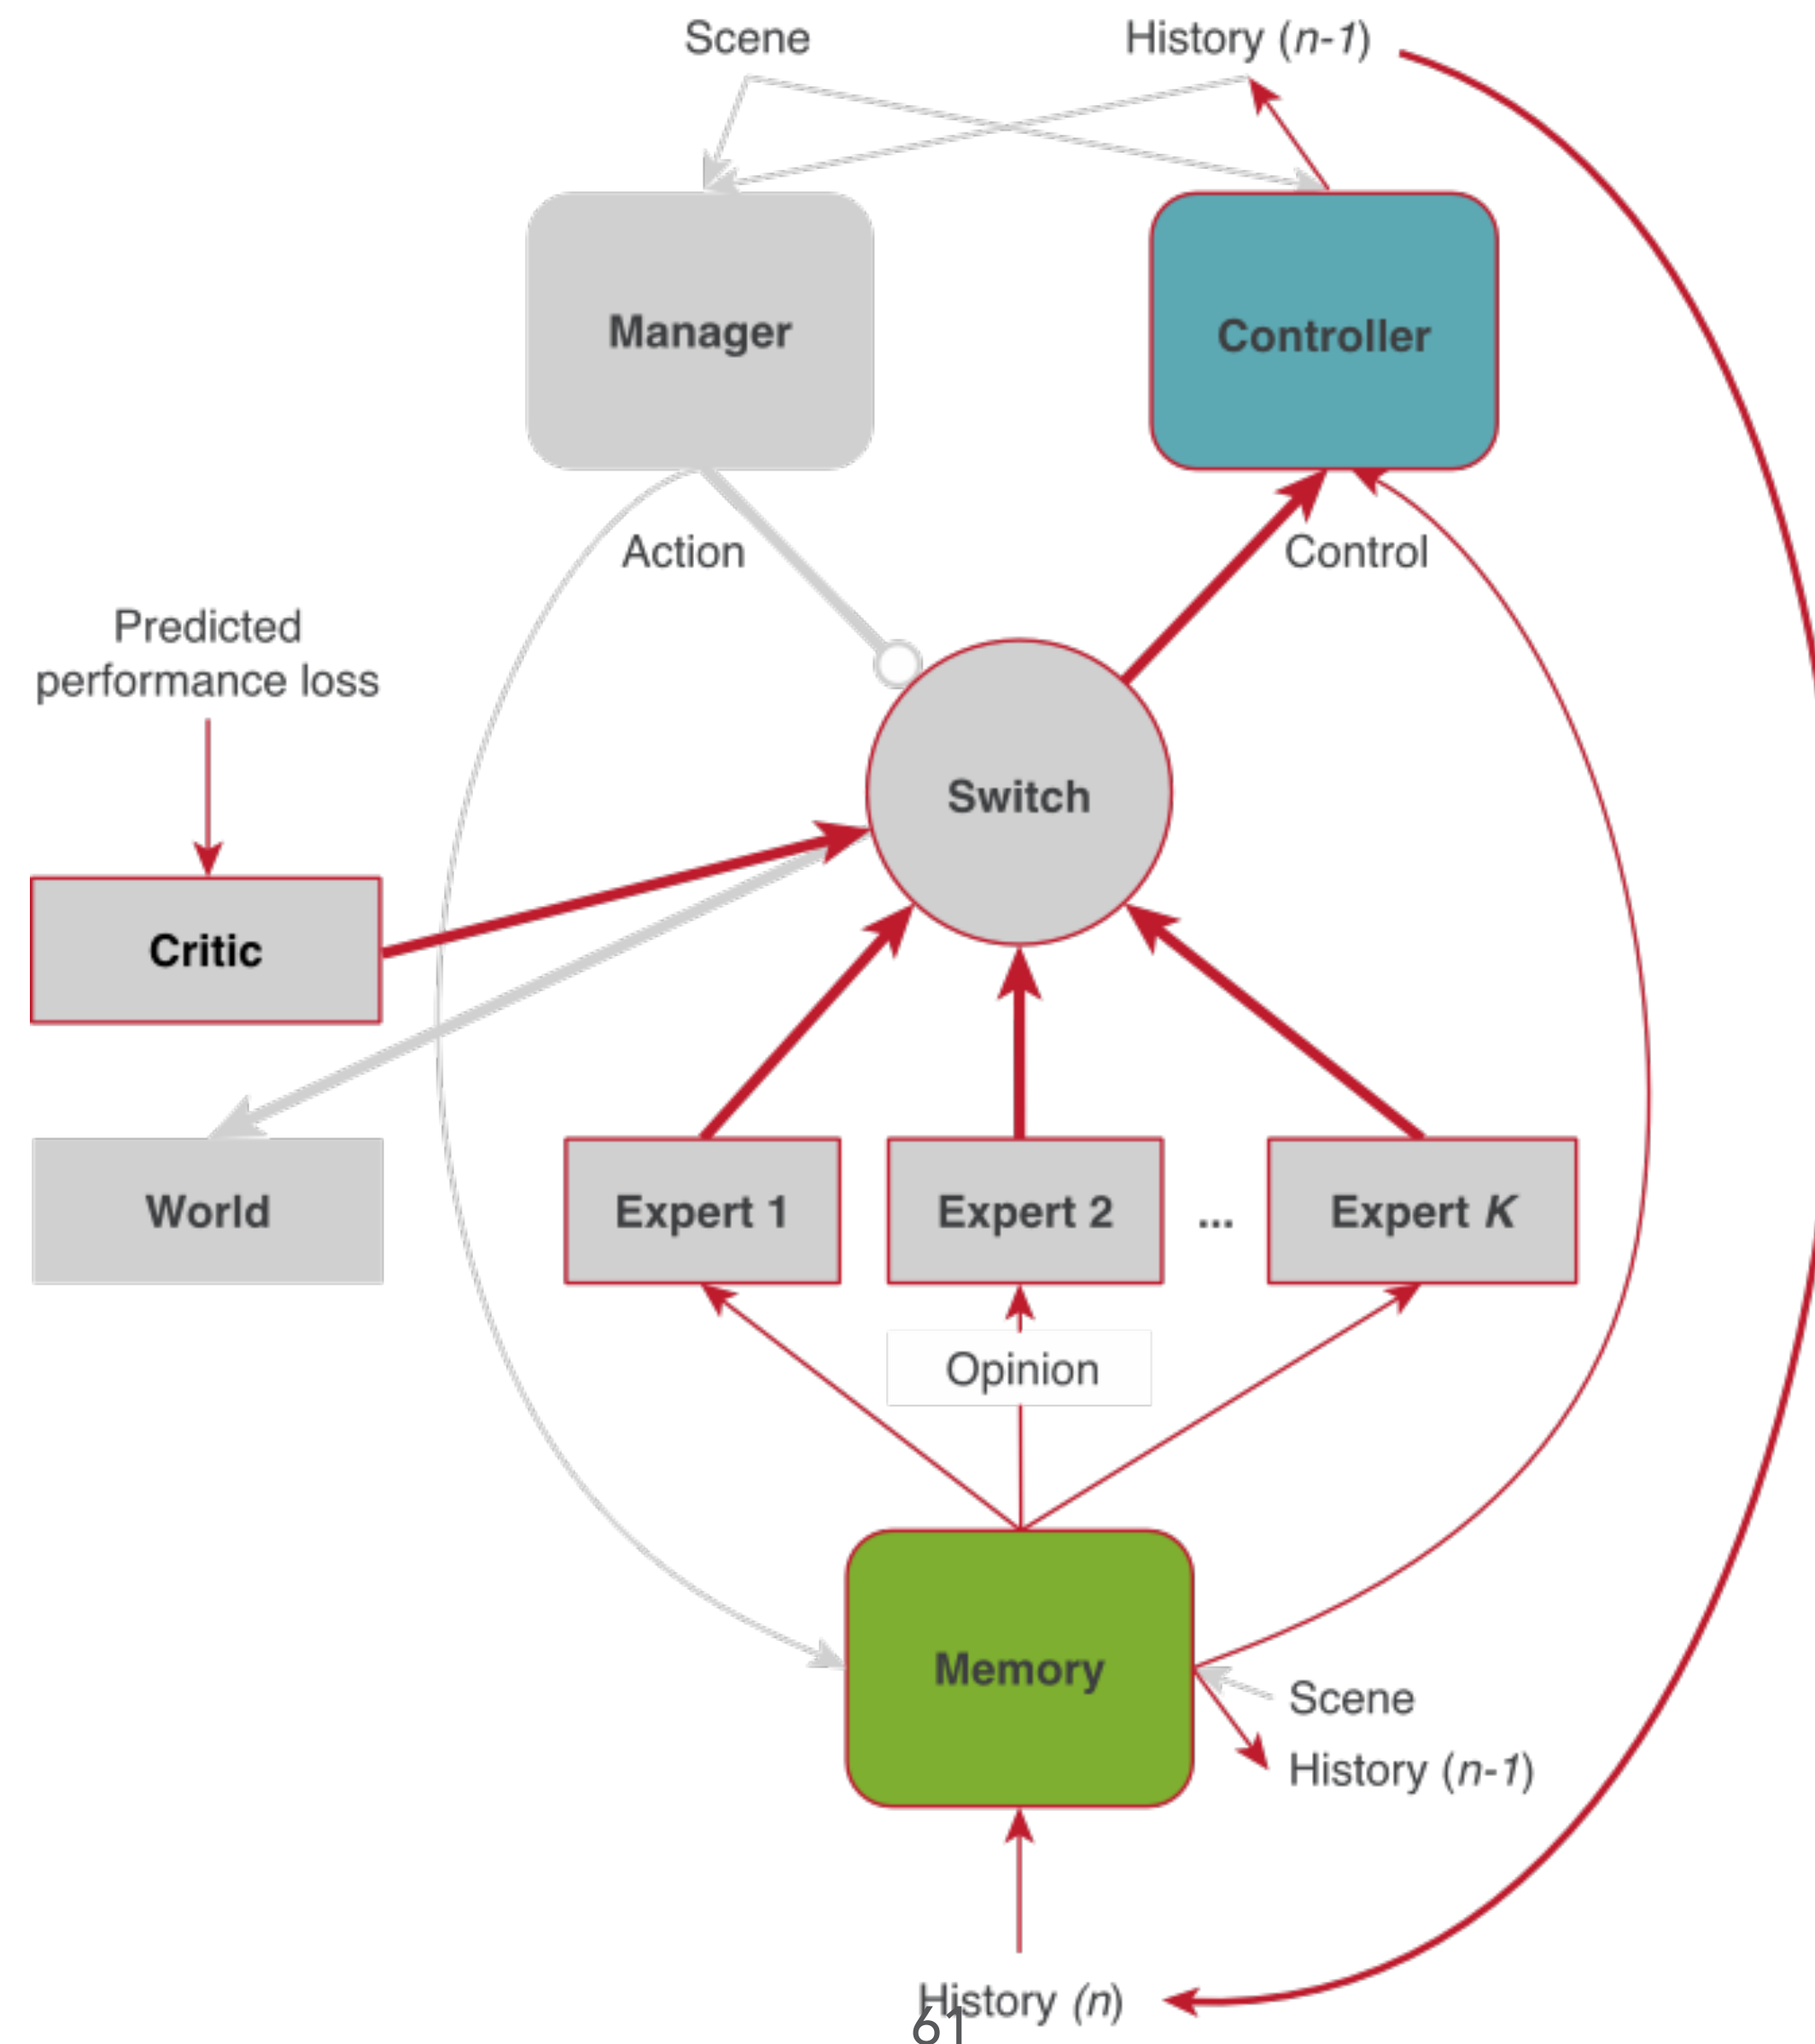 Scene
History (n-1)
Manager
Controller
Action
Control
Predicted
performance loss
Switch
Critic
World
Expert 1
Expert 2
...
Expert K
Opinion
Memory
Scene
History (n-1)
History (n)
61